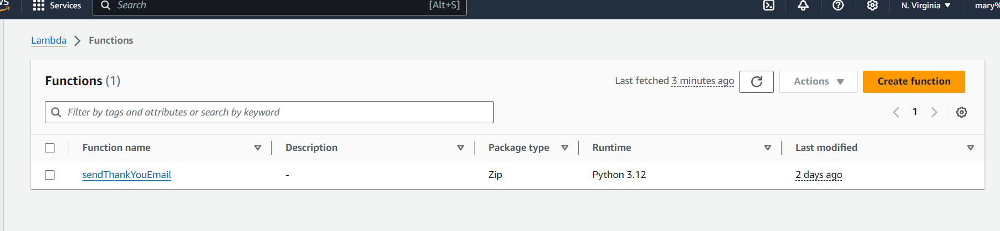 Services Search [Alt+S] N. Virginia mary%
Lambda Functions
Functions (1) Last fetched 3 minutes ago Actions Create function
Filter by tags and attributes or search by keyword 1
Function name Description Package type Runtime Last modified
sendThankYouEmail - Zip Python 3.12 2 days ago